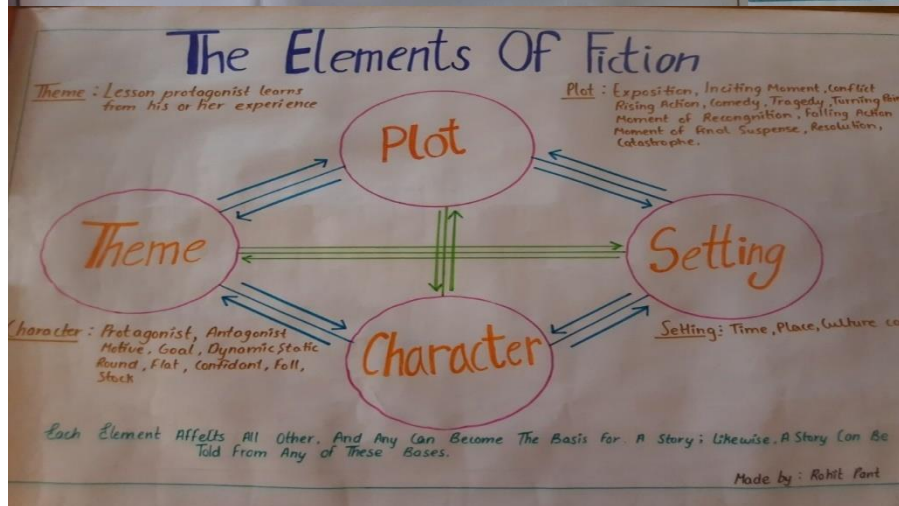 The Elements Of Fiction
Theme : Lesson protagonist learns
from his or her experience
Plot : Exposition, Inciting Moment, Conflict
Rising Action, Comedy, Tragedy, Turning
Moment of Recongnition, Falling Action
Moment of Final Suspense, Resolution,
Catastrophe.
Plot
Theme
Setting
Character
Character : Protagonist, Antagonist
Motive, Goal, Dynamic Static
Round, Flat, Confidant, Foll,
Stock
Setting : Time, Place, Culture
Each Element Affelts All Other. And Any Can Become The Basis For A Story ; Likewise. A Story Can Be
Told From Any of These Bases.
Made by : Rohit Pant